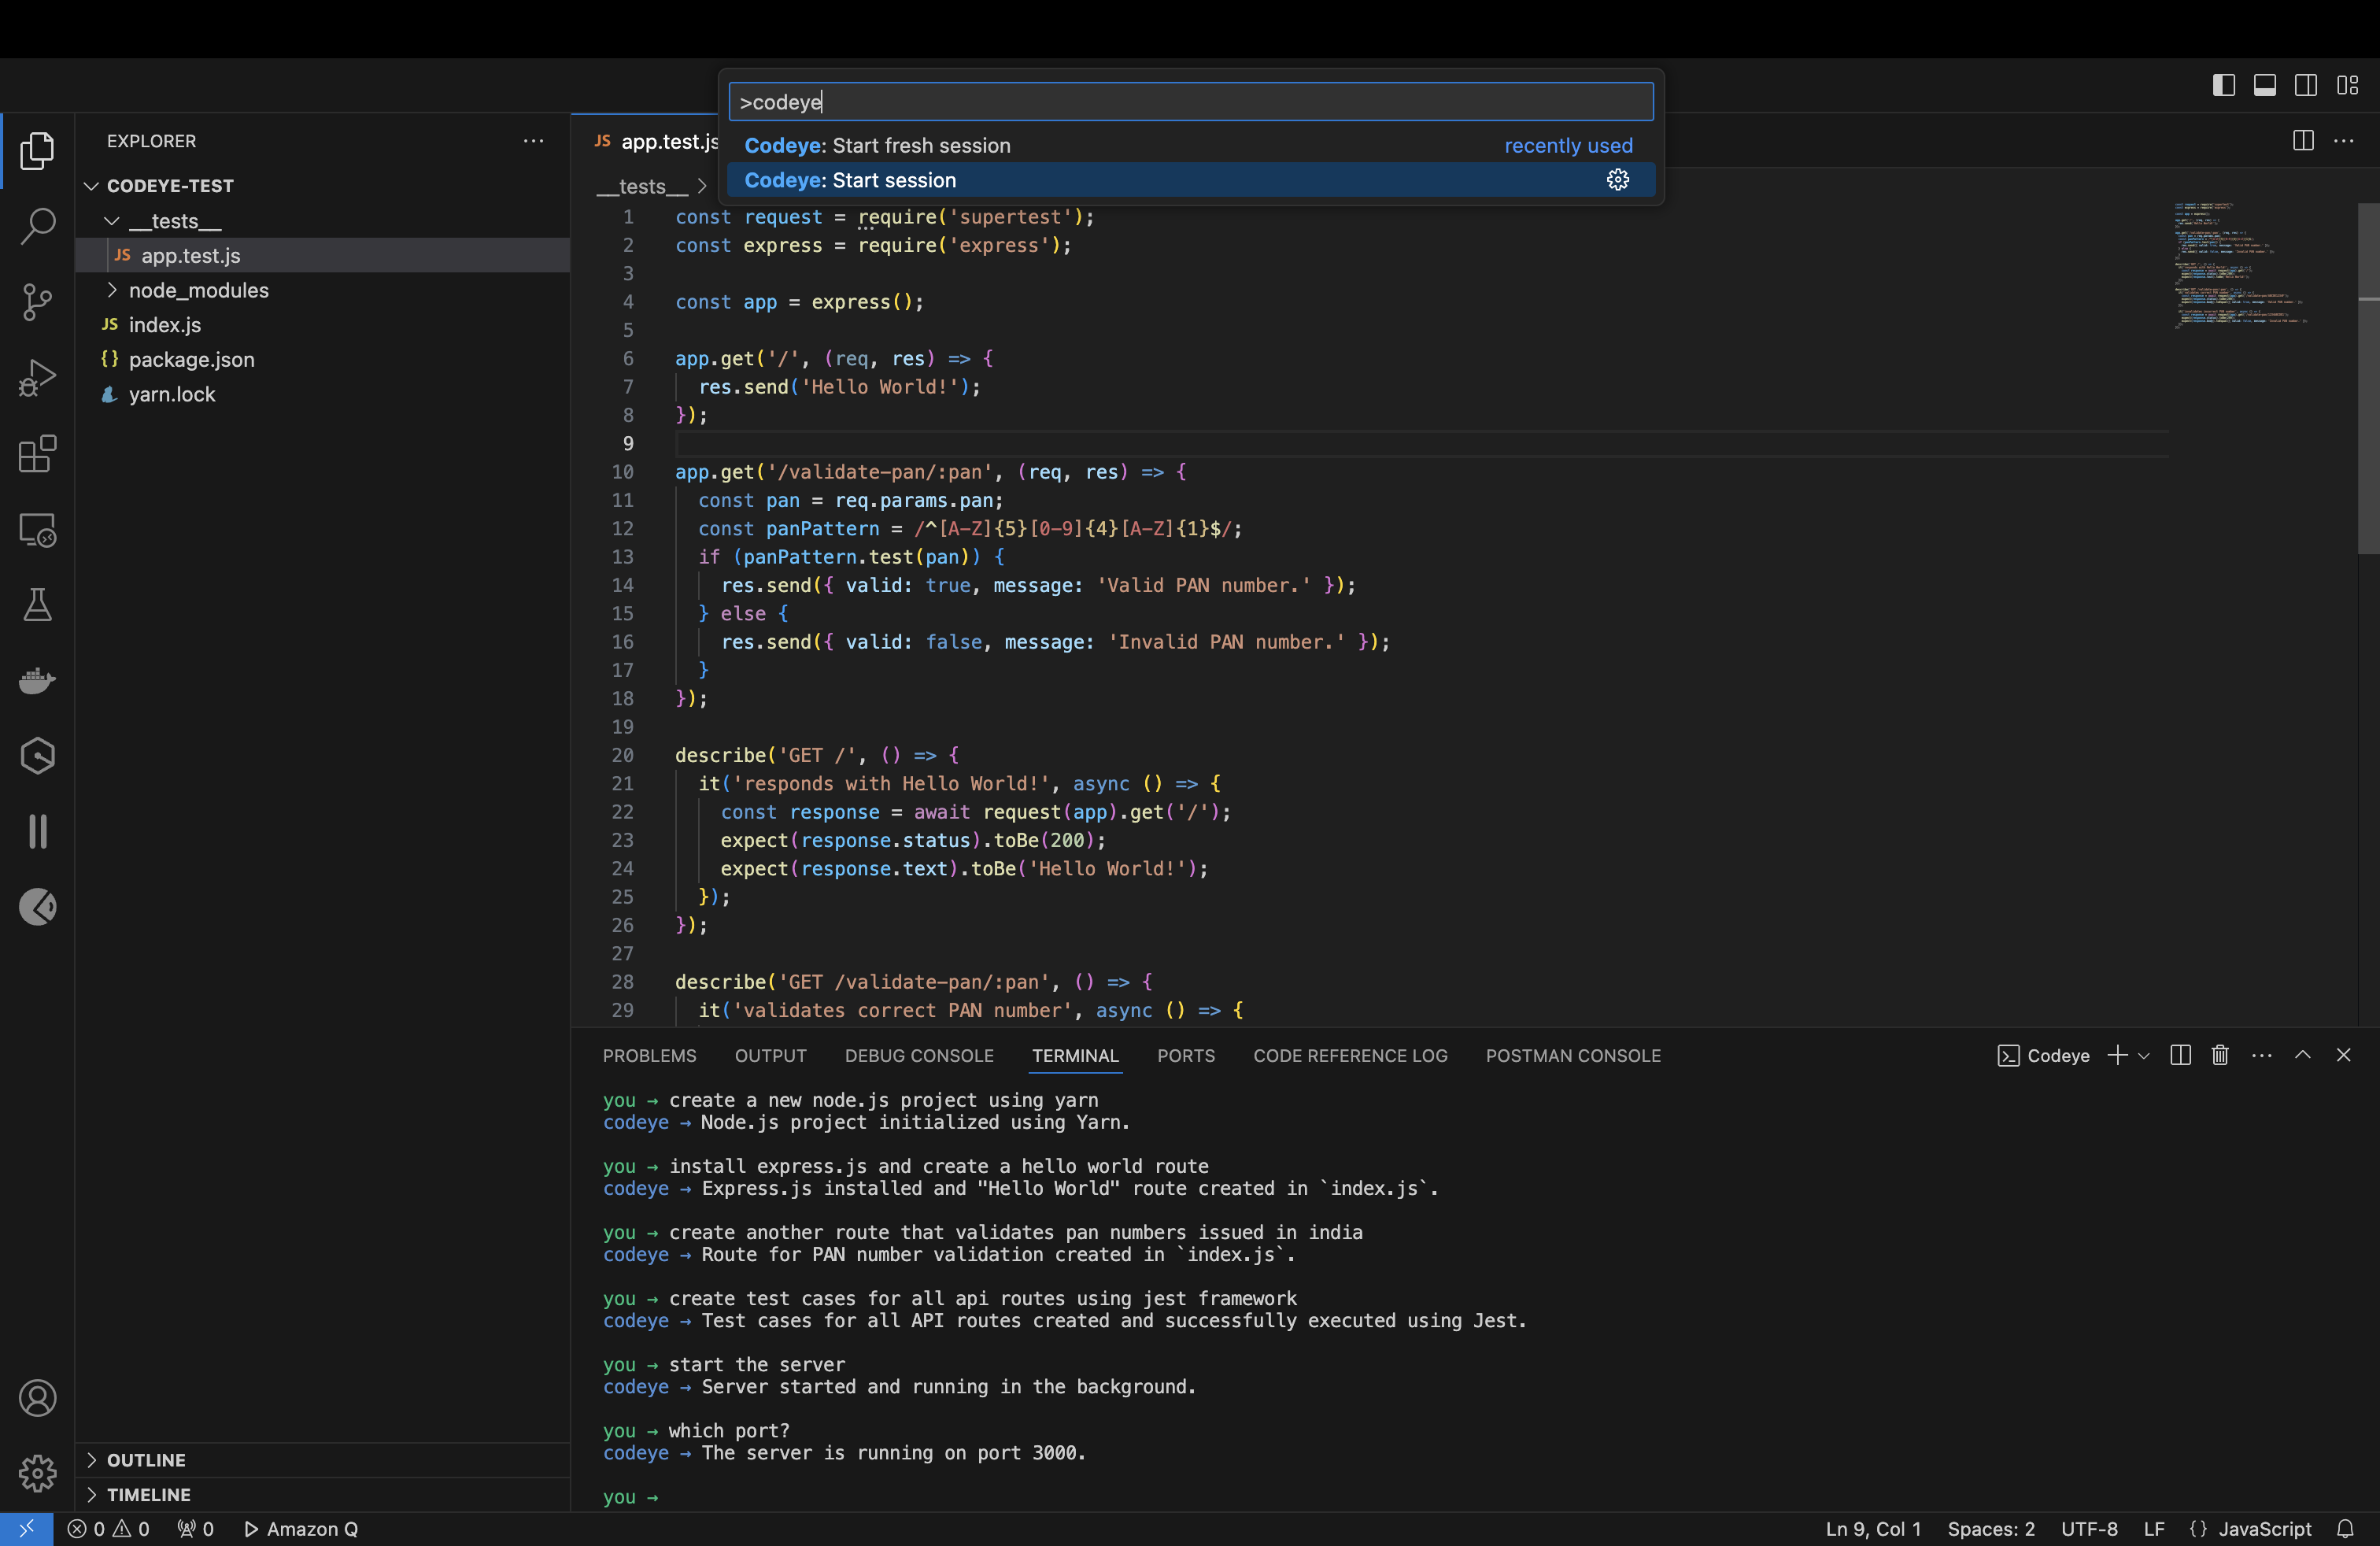 >codeye
Codeye: Start fresh session recently used
Codeye: Start session
EXPLORER
CODEYE-TEST
__tests__
JS app.test.js
node_modules
JS index.js
{} package.json
yarn.lock
OUTLINE
TIMELINE
JS app.test.js
__tests__ >
1 const request = require('supertest');
2 const express = require('express');
3
4 const app = express();
5
6 app.get('/', (req, res) => {
7 res.send('Hello World!');
8 });
9
10 app.get('/validate-pan/:pan', (req, res) => {
11 const pan = req.params.pan;
12 const panPattern = /^[A-Z]{5}[0-9]{4}[A-Z]{1}$/;
13 if (panPattern.test(pan)) {
14 res.send({ valid: true, message: 'Valid PAN number.' });
15 } else {
16 res.send({ valid: false, message: 'Invalid PAN number.' });
17 }
18 });
19
20 describe('GET /', () => {
21 it('responds with Hello World!', async () => {
22 const response = await request(app).get('/');
23 expect(response.status).toBe(200);
24 expect(response.text).toBe('Hello World!');
25 });
26 });
27
28 describe('GET /validate-pan/:pan', () => {
29 it('validates correct PAN number', async () => {
PROBLEMS OUTPUT DEBUG CONSOLE TERMINAL PORTS CODE REFERENCE LOG POSTMAN CONSOLE Codeye
you → create a new node.js project using yarn
codeye → Node.js project initialized using Yarn.
you → install express.js and create a hello world route
codeye → Express.js installed and "Hello World" route created in `index.js`.
you → create another route that validates pan numbers issued in india
codeye → Route for PAN number validation created in `index.js`.
you → create test cases for all api routes using jest framework
codeye → Test cases for all API routes created and successfully executed using Jest.
you → start the server
codeye → Server started and running in the background.
you → which port?
codeye → The server is running on port 3000.
you →
0 0 0 Amazon Q Ln 9, Col 1 Spaces: 2 UTF-8 LF {} JavaScript